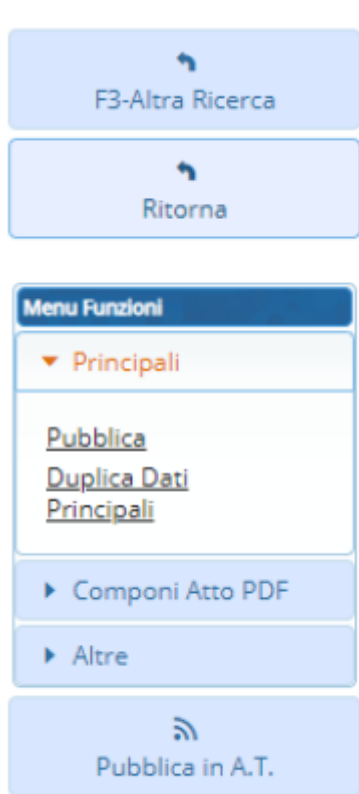 F3-Altra Ricerca
Ritorna
Menu Funzioni
Principali
Pubblica
Duplica Dati
Principali
Componi Atto PDF
Altre
Pubblica in A.T.